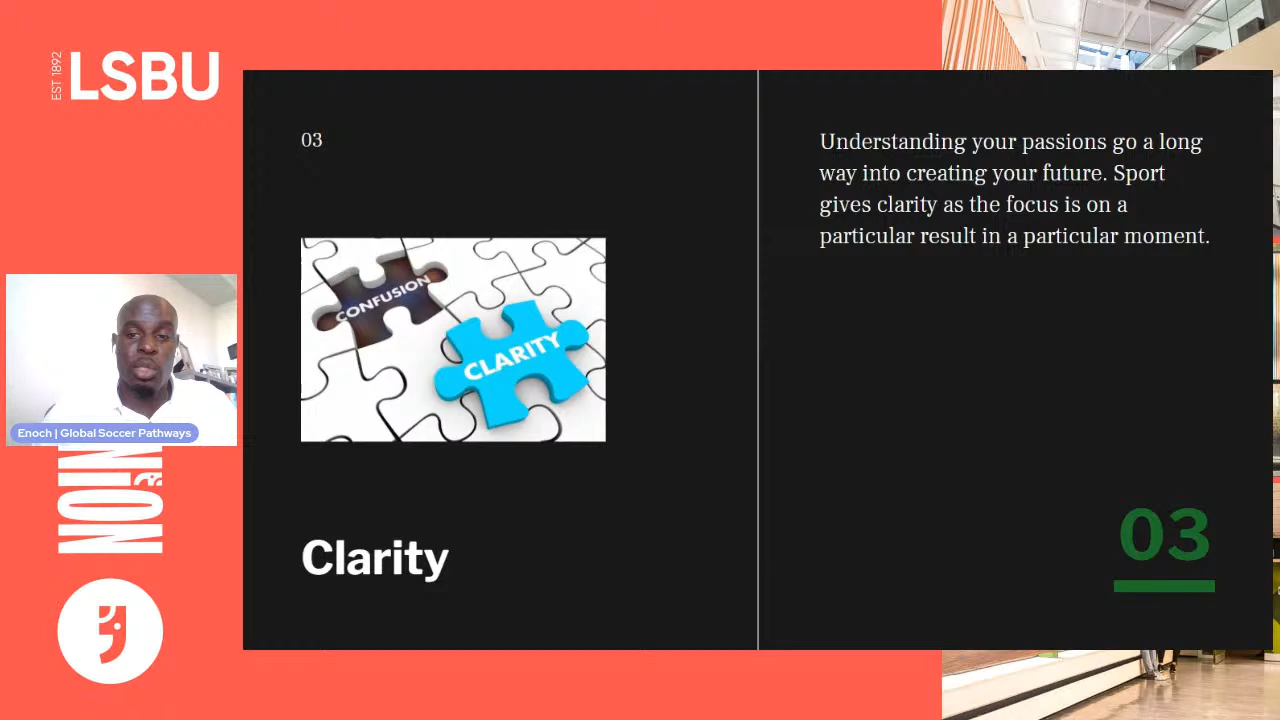 EST 1892
LSBU
03
Understanding your passions go a long
way into creating your future. Sport
gives clarity as the focus is on a
particular result in a particular moment.
CONFUSION
CLARITY
Enoch | Global Soccer Pathways
Clarity
03